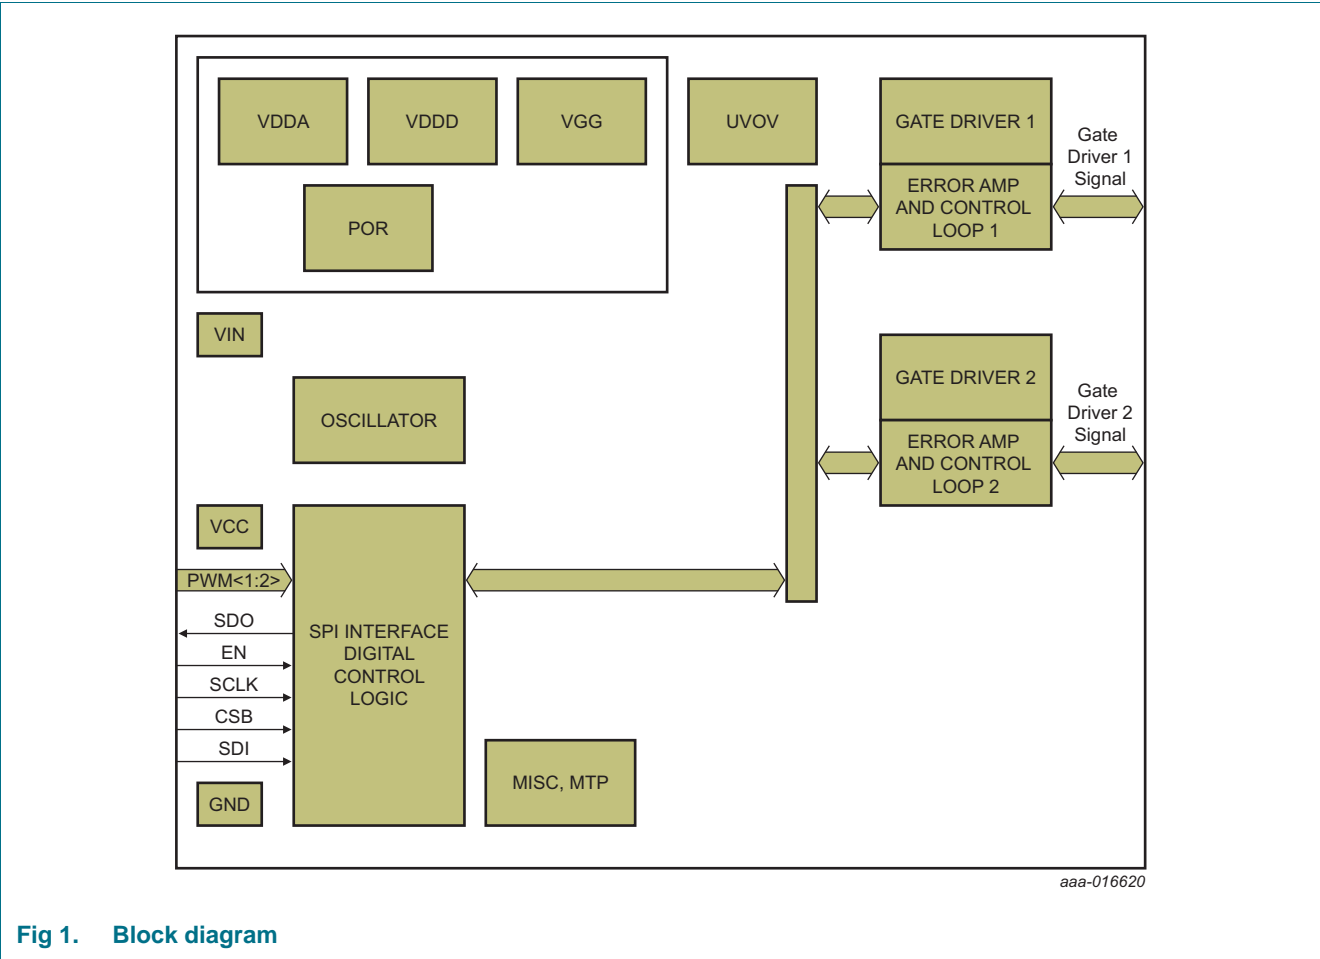 VDDA
VDDD
VGG
UVOV
GATE DRIVER 1
POR
ERROR AMP
AND CONTROL
LOOP 1
Gate
Driver 1
Signal
VIN
OSCILLATOR
GATE DRIVER 2
ERROR AMP
AND CONTROL
LOOP 2
Gate
Driver 2
Signal
VCC
PWM<1:2>
SDO
EN
SCLK
CSB
SDI
GND
SPI INTERFACE
DIGITAL
CONTROL
LOGIC
MISC, MTP
aaa-016620
Fig 1. Block diagram